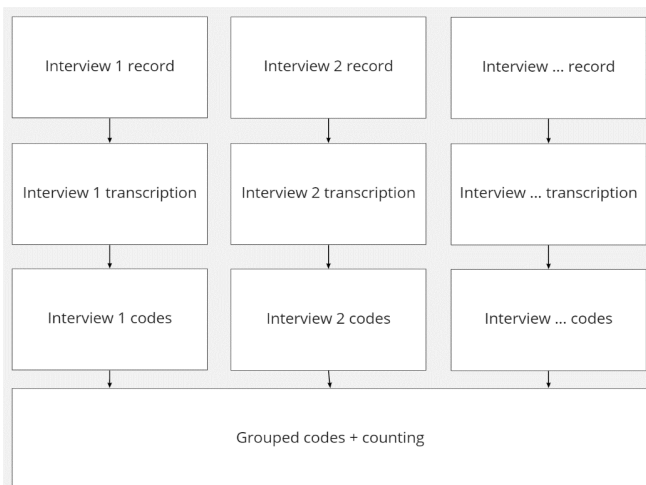 Interview 1 record
Interview 2 record
Interview ... record
Interview 1 transcription
Interview 2 transcription
Interview ... transcription
Interview 1 codes
Interview 2 codes
Interview ... codes
Grouped codes + counting